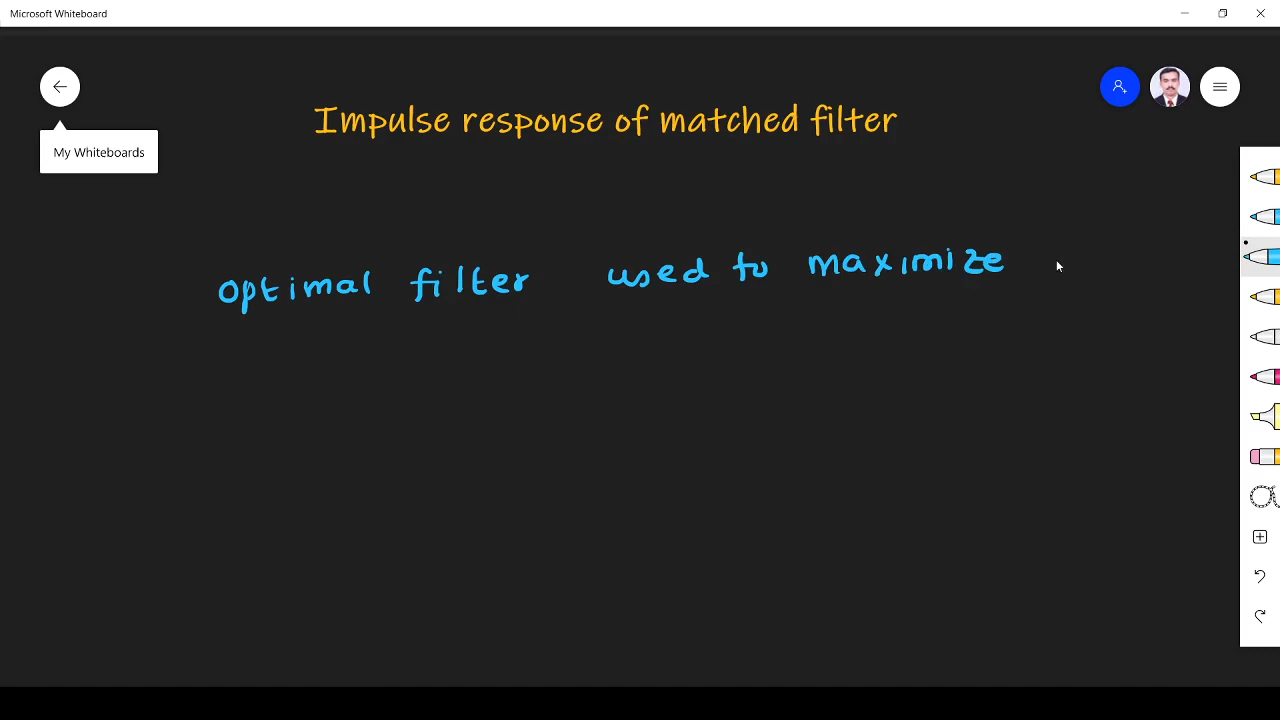 Microsoft Whiteboard
Impulse response of matched filter
My Whiteboards
optimal filter used to maximize